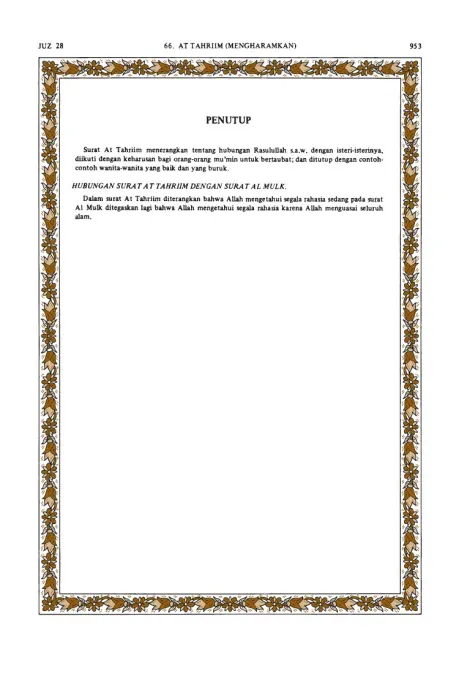 JUZ 28 66. AT TAHRIIM (MENGHARAMKAN) 953
PENUTUP
Surat At Tahriim menerangkan tentang hubungan Rasulullah s.a.w. dengan isteri-isterinya,
diikuti dengan keharusan bagi orang-orang mu'min untuk bertaubat; dan ditutup dengan contoh-
contoh wanita-wanita yang baik dan yang buruk.
HUBUNGAN SURAT AT TAHRIIM DENGAN SURAT AL MULK.
Dalam surat At Tahriim diterangkan bahwa Allah mengetahui segala rahasia sedang pada surat
Al Mulk ditegaskan lagi bahwa Allah mengetahui segala rahasia karena Allah menguasai seluruh
alam.